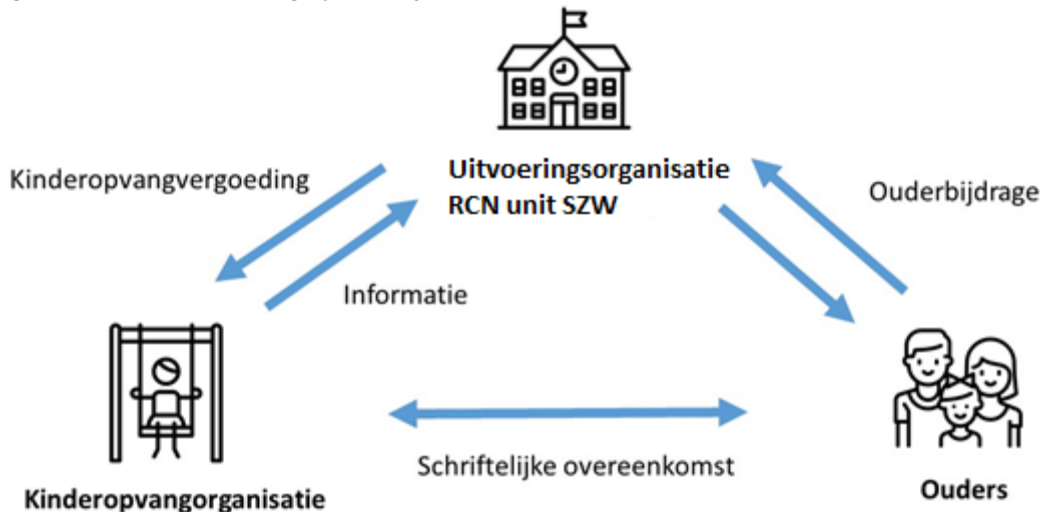 Uitvoeringsorganisatie
RCN unit SZW
Kinderopvangvergoeding
Ouderbijdrage
Informatie
Schriftelijke overeenkomst
Kinderopvangorganisatie
Ouders